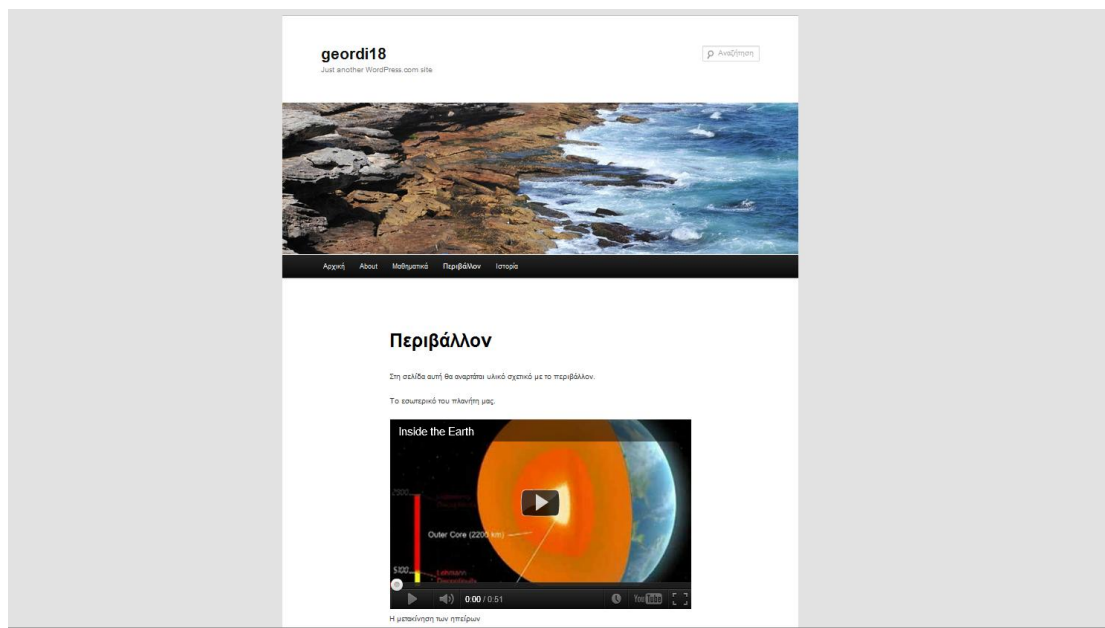 geordi18
Just another WordPress.com site
Αναζήτηση
Αρχική About Μαθηματικά Περιβάλλον Ιστορία
Περιβάλλον
Στη σελίδα αυτή θα αναρτάται υλικό σχετικό με το περιβάλλον.
Το εσωτερικό του πλανήτη μας.
Inside the Earth
2900
Outer Core (2200 km)
5100
Lehmann
0:00 / 0:51
YouTube
Η μετακίνηση των ηπείρων